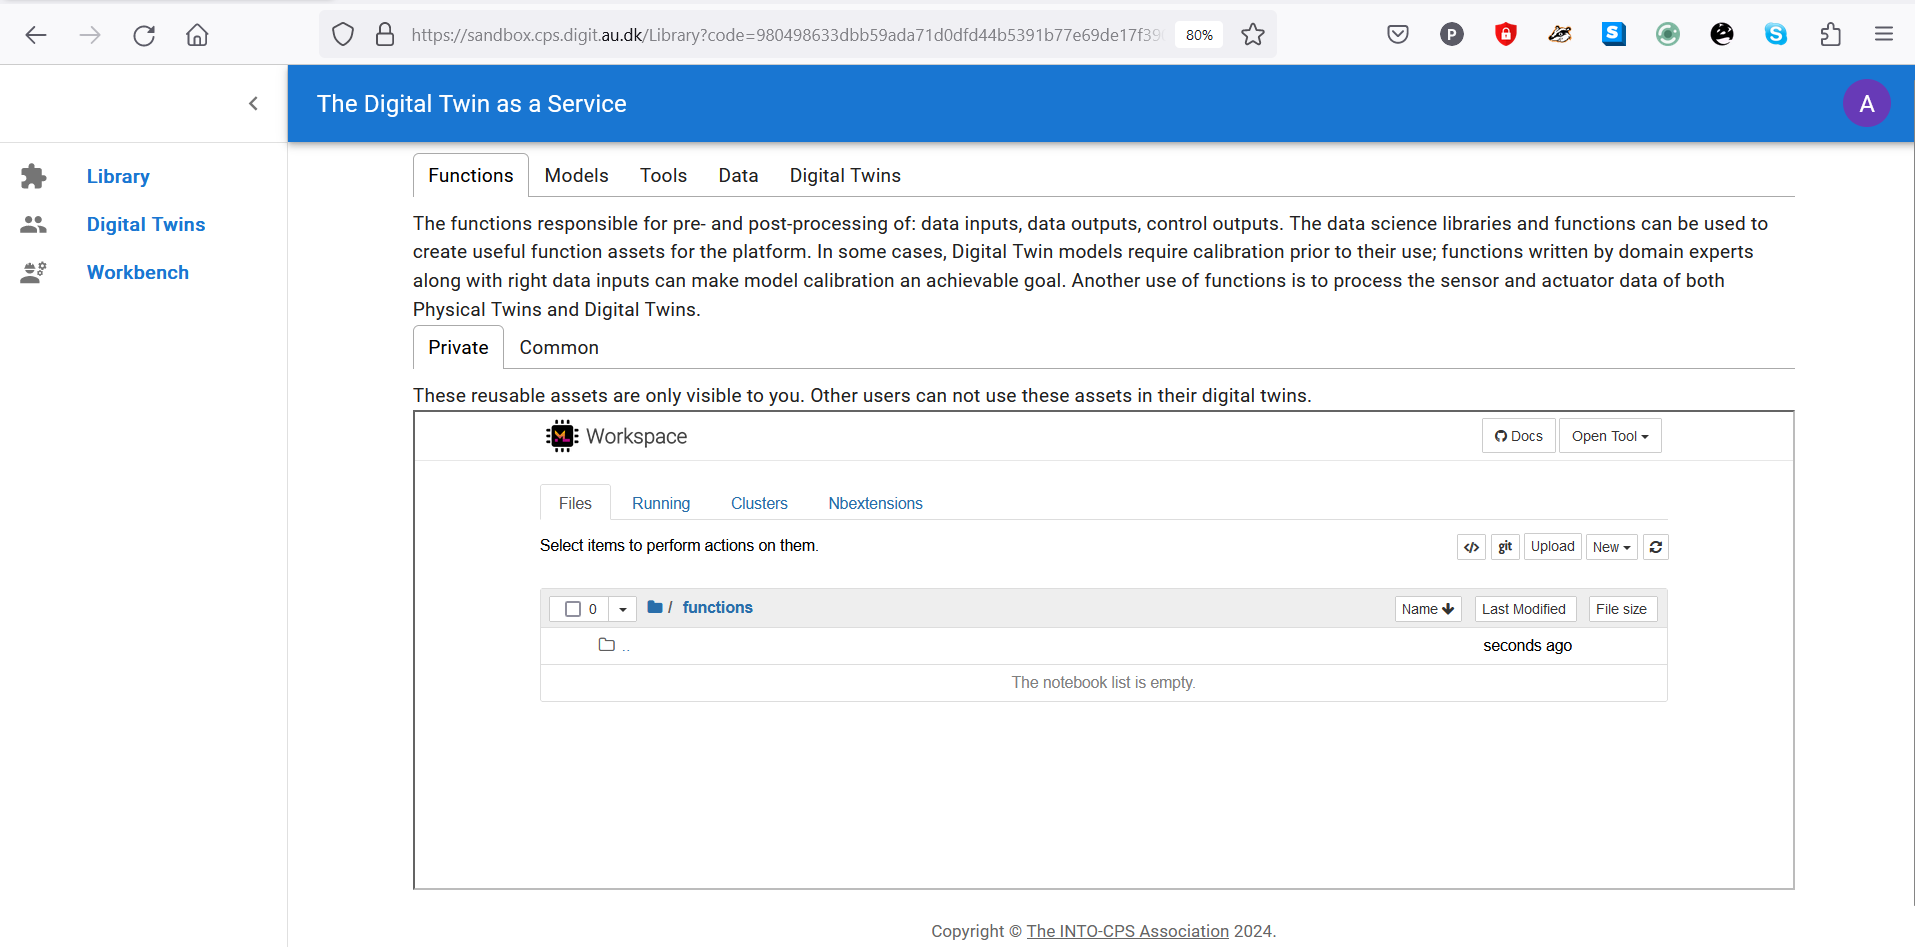 https://sandbox.cps.digit.au.dk/Library?code=980498633dbb59ada71d0dfd44b5391b77e69de17f39
80%
The Digital Twin as a Service
A
Library
Digital Twins
Workbench
Functions Models Tools Data Digital Twins
The functions responsible for pre- and post-processing of: data inputs, data outputs, control outputs. The data science libraries and functions can be used to
create useful function assets for the platform. In some cases, Digital Twin models require calibration prior to their use; functions written by domain experts
along with right data inputs can make model calibration an achievable goal. Another use of functions is to process the sensor and actuator data of both
Physical Twins and Digital Twins.
Private Common
These reusable assets are only visible to you. Other users can not use these assets in their digital twins.
Workspace Docs Open Tool
Files Running Clusters Nbextensions
Select items to perform actions on them. </> git Upload New
0 / functions Name Last Modified File size
.. seconds ago
The notebook list is empty.
Copyright © The INTO-CPS Association 2024.